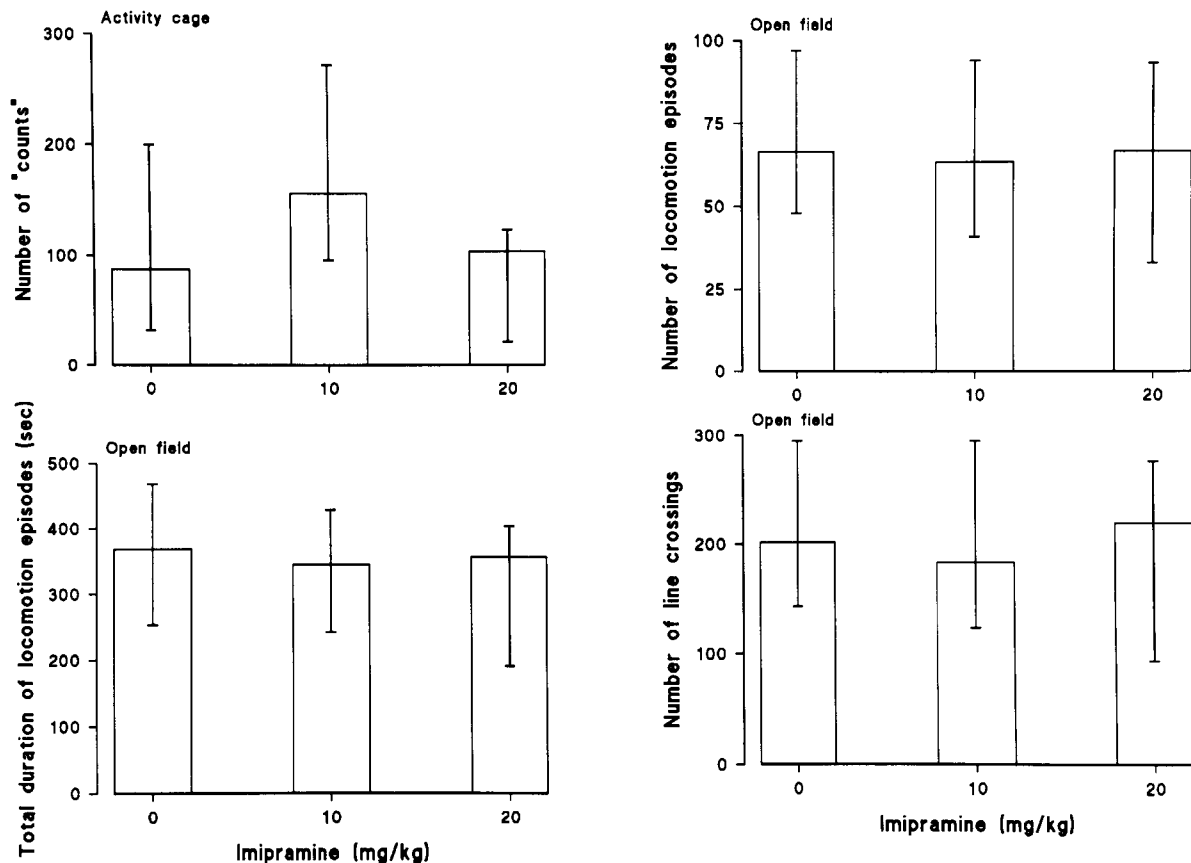 Activity cage
Number of "counts"
300
200
100
0
0 10 20
Open field
Number of locomotion episodes
100
75
50
25
0
0 10 20
Open field
Total duration of locomotion episodes (sec)
500
400
300
200
100
0
0 10 20
Imipramine (mg/kg)
Open field
Number of line crossings
300
200
100
0
0 10 20
Imipramine (mg/kg)